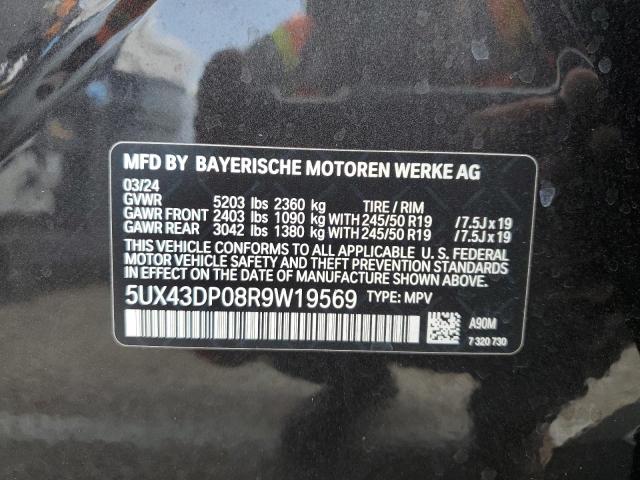 MFD BY BAYERISCHE MOTOREN WERKE AG
03/24
GVWR 5203 lbs 2360 kg TIRE / RIM
GAWR FRONT 2403 lbs 1090 kg WITH 245/50 R19 / 7.5J x 19
GAWR REAR 3042 lbs 1380 kg WITH 245/50 R19 / 7.5J x 19
THIS VEHICLE CONFORMS TO ALL APPLICABLE U. S. FEDERAL
MOTOR VEHICLE SAFETY AND THEFT PREVENTION STANDARDS
IN EFFECT ON THE DATE OF MANUFACTURE SHOWN ABOVE.
5UX43DP08R9W19569 TYPE: MPV
A90M
7 320 730